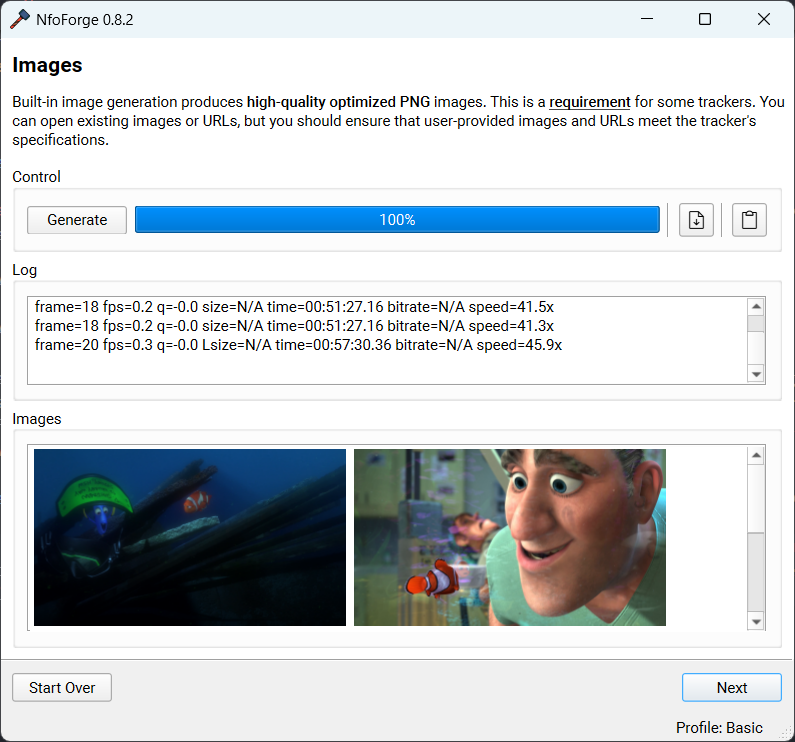 NfoForge 0.8.2
Images
Built-in image generation produces high-quality optimized PNG images. This is a requirement for some trackers. You
can open existing images or URLs, but you should ensure that user-provided images and URLs meet the tracker's
specifications.
Control
Generate
100%
Log
frame=18 fps=0.2 q=-0.0 size=N/A time=00:51:27.16 bitrate=N/A speed=41.5x
frame=18 fps=0.2 q=-0.0 size=N/A time=00:51:27.16 bitrate=N/A speed=41.3x
frame=20 fps=0.3 q=-0.0 Lsize=N/A time=00:57:30.36 bitrate=N/A speed=45.9x
Images
Start Over
Next
Profile: Basic